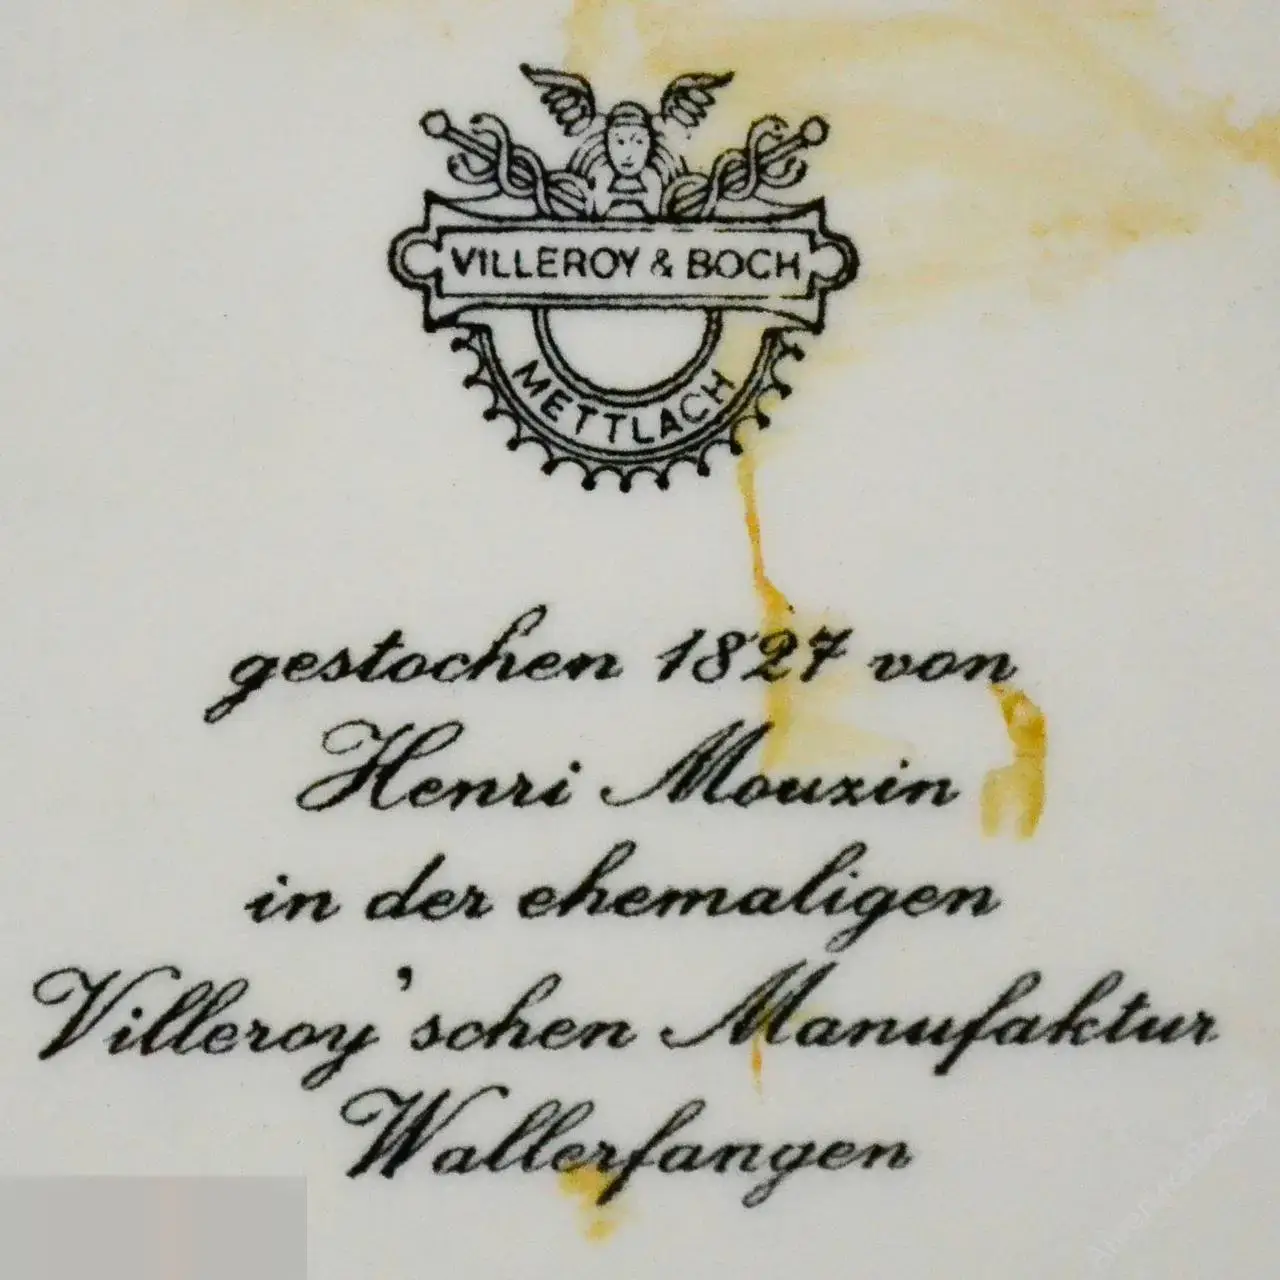 VILLEROY & BOCH
METTLACH
gestochen 1827 von
Henri Mouzin
in der ehemaligen
Villeroy'schen Manufaktur
Wallerfangen